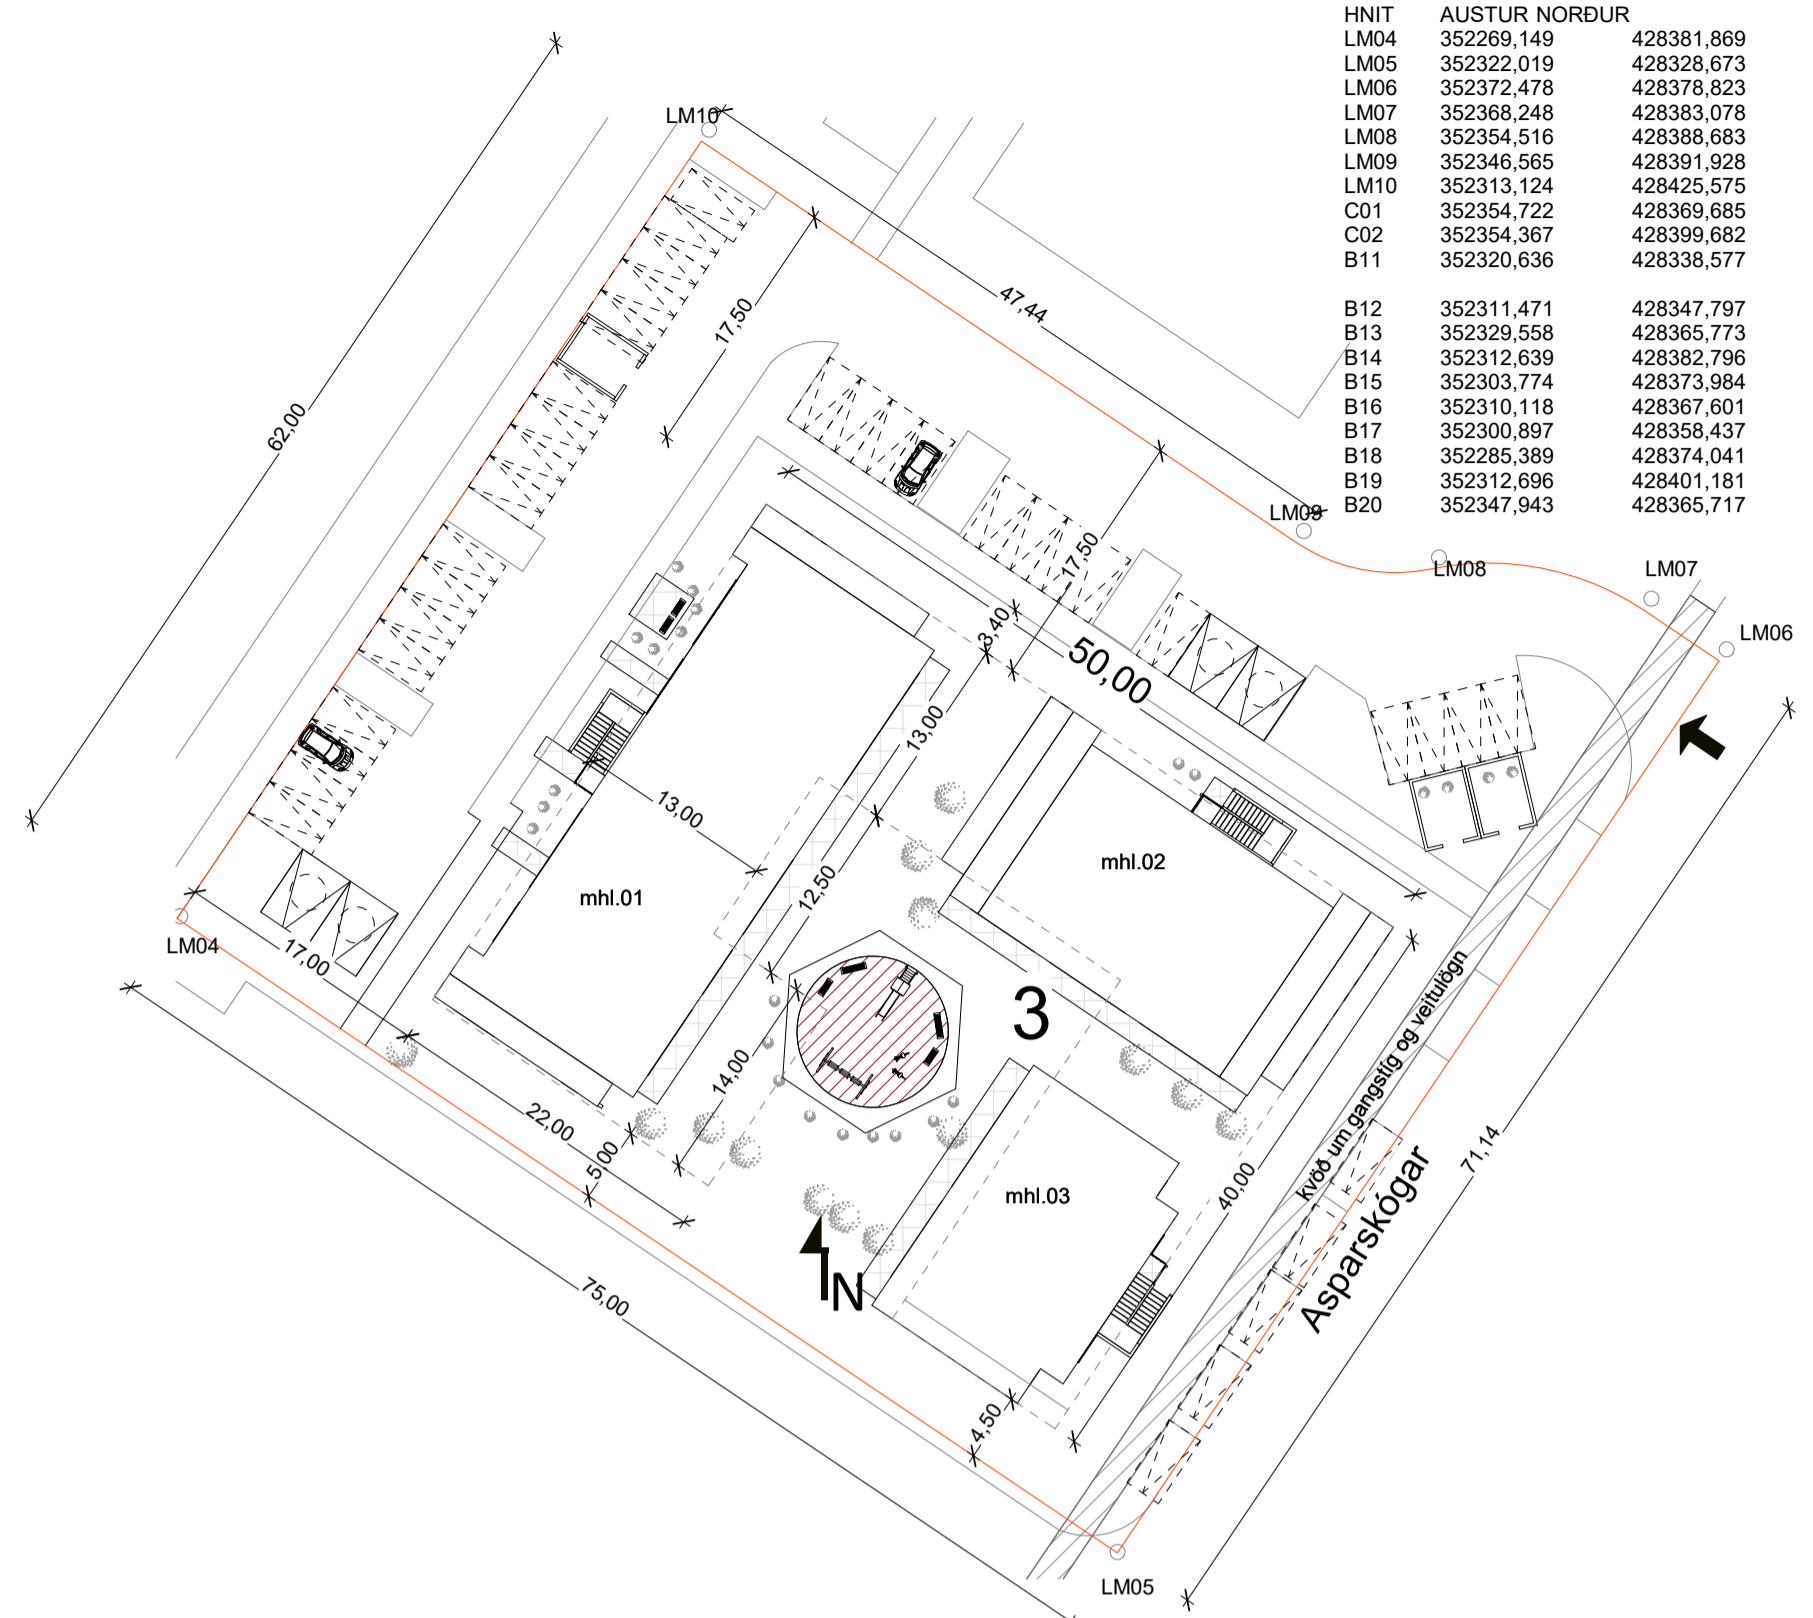 HNIT AUSTUR NORÐUR
LM04 352269,149 428381,869
LM05 352322,019 428328,673
LM06 352372,478 428378,823
LM07 352368,248 428383,078
LM08 352354,516 428388,683
LM09 352346,565 428391,928
LM10 352313,124 428425,575
C01 352354,722 428369,685
C02 352354,367 428399,682
B11 352320,636 428338,577
B12 352311,471 428347,797
B13 352329,558 428365,773
B14 352312,639 428382,796
B15 352303,774 428373,984
B16 352310,118 428367,601
B17 352300,897 428358,437
B18 352285,389 428374,041
B19 352312,696 428401,181
B20 352347,943 428365,717
LM10
47,44
17,50
62,00
LM09
LM08
LM07
LM06
17,50
3,40
50,00
13,00
13,00
mhl.01
mhl.02
12,50
LM04
17,00
3
kvöð um gangstíg og veitulögn
14,00
22,00
5,00
40,00
71,14
mhl.03
Asparskógar
N
75,00
4,50
LM05